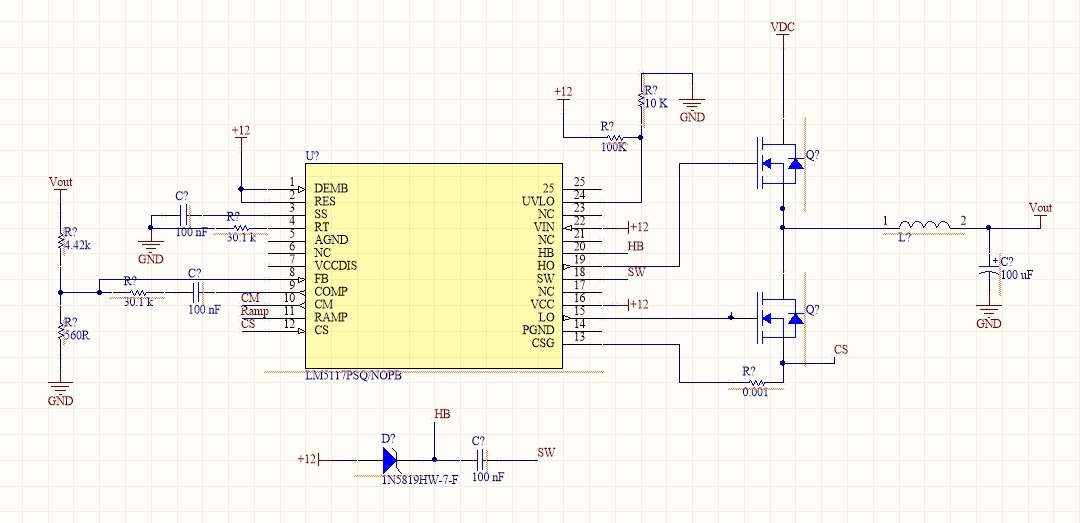 VDC
+12
R?
10 K
GND
R?
100K
+12
U?
Q?
Vout
1 DEMB
2 RES
3 SS
4 RT
5 AGND
6 NC
7 VCCDIS
8 FB
9 COMP
10 CM
11 RAMP
12 CS
25 25
UVLO 24
NC 23
VIN 22
NC 21
HB 20
HO 19
SW 18
NC 17
VCC 16
LO 15
PGND 14
CSG 13
LM5117PSQ/NOPB
C?
100 nF
R?
30.1 k
GND
R?
4.42k
R?
30.1 k
C?
100 nF
CM
Ramp
CS
R?
560R
GND
+12
HB
SW
+12
1 2
L?
Vout
C?
+
100 uF
GND
Q?
CS
R?
0.001
HB
D?
C?
+12
SW
1N5819HW-7-F
100 nF